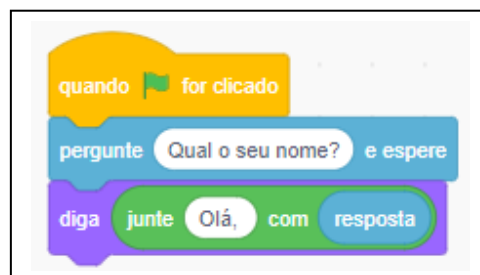 quando for clicado
pergunte Qual o seu nome? e espere
diga junte Olá, com resposta